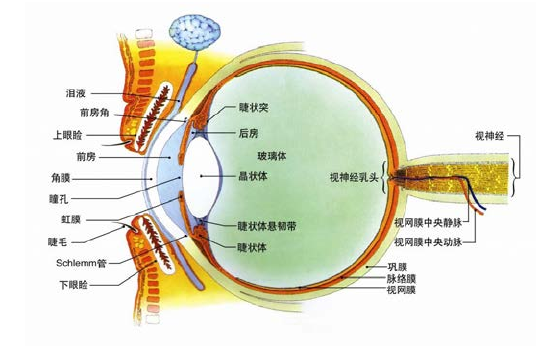 泪液
前房角
上眼睑
前房
角膜
瞳孔
虹膜
睫毛
Schlemm管
下眼睑
睫状突
后房
玻璃体
晶状体
睫状体悬韧带
睫状体
视神经乳头
视神经
视网膜中央静脉
视网膜中央动脉
巩膜
脉络膜
视网膜